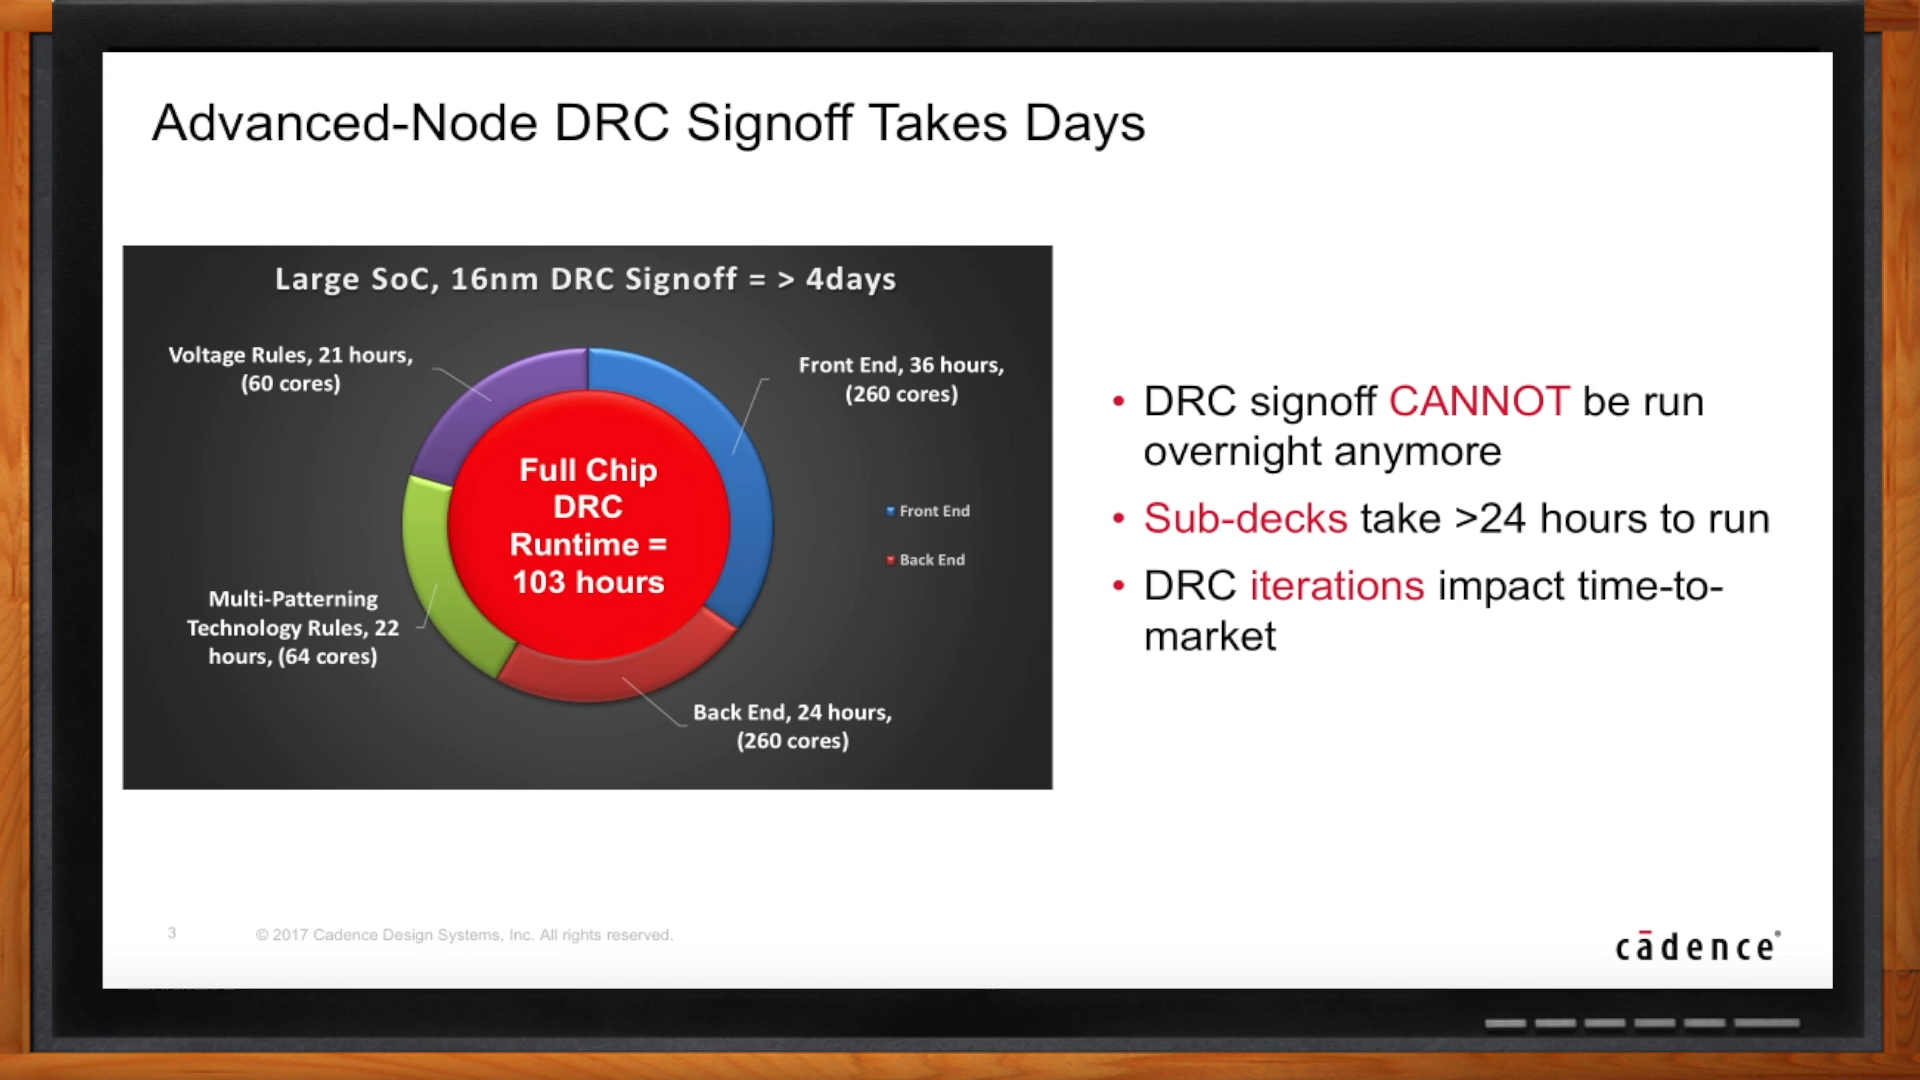 Advanced-Node DRC Signoff Takes Days
Large SoC, 16nm DRC Signoff = > 4days
Voltage Rules, 21 hours,
(60 cores)
Front End, 36 hours,
(260 cores)
Full Chip
DRC
Runtime =
103 hours
Front End
Back End
Multi-Patterning
Technology Rules, 22
hours, (64 cores)
Back End, 24 hours,
(260 cores)
• DRC signoff CANNOT be run
overnight anymore
• Sub-decks take >24 hours to run
• DRC iterations impact time-to-
market
3
© 2017 Cadence Design Systems, Inc. All rights reserved.
cādence®